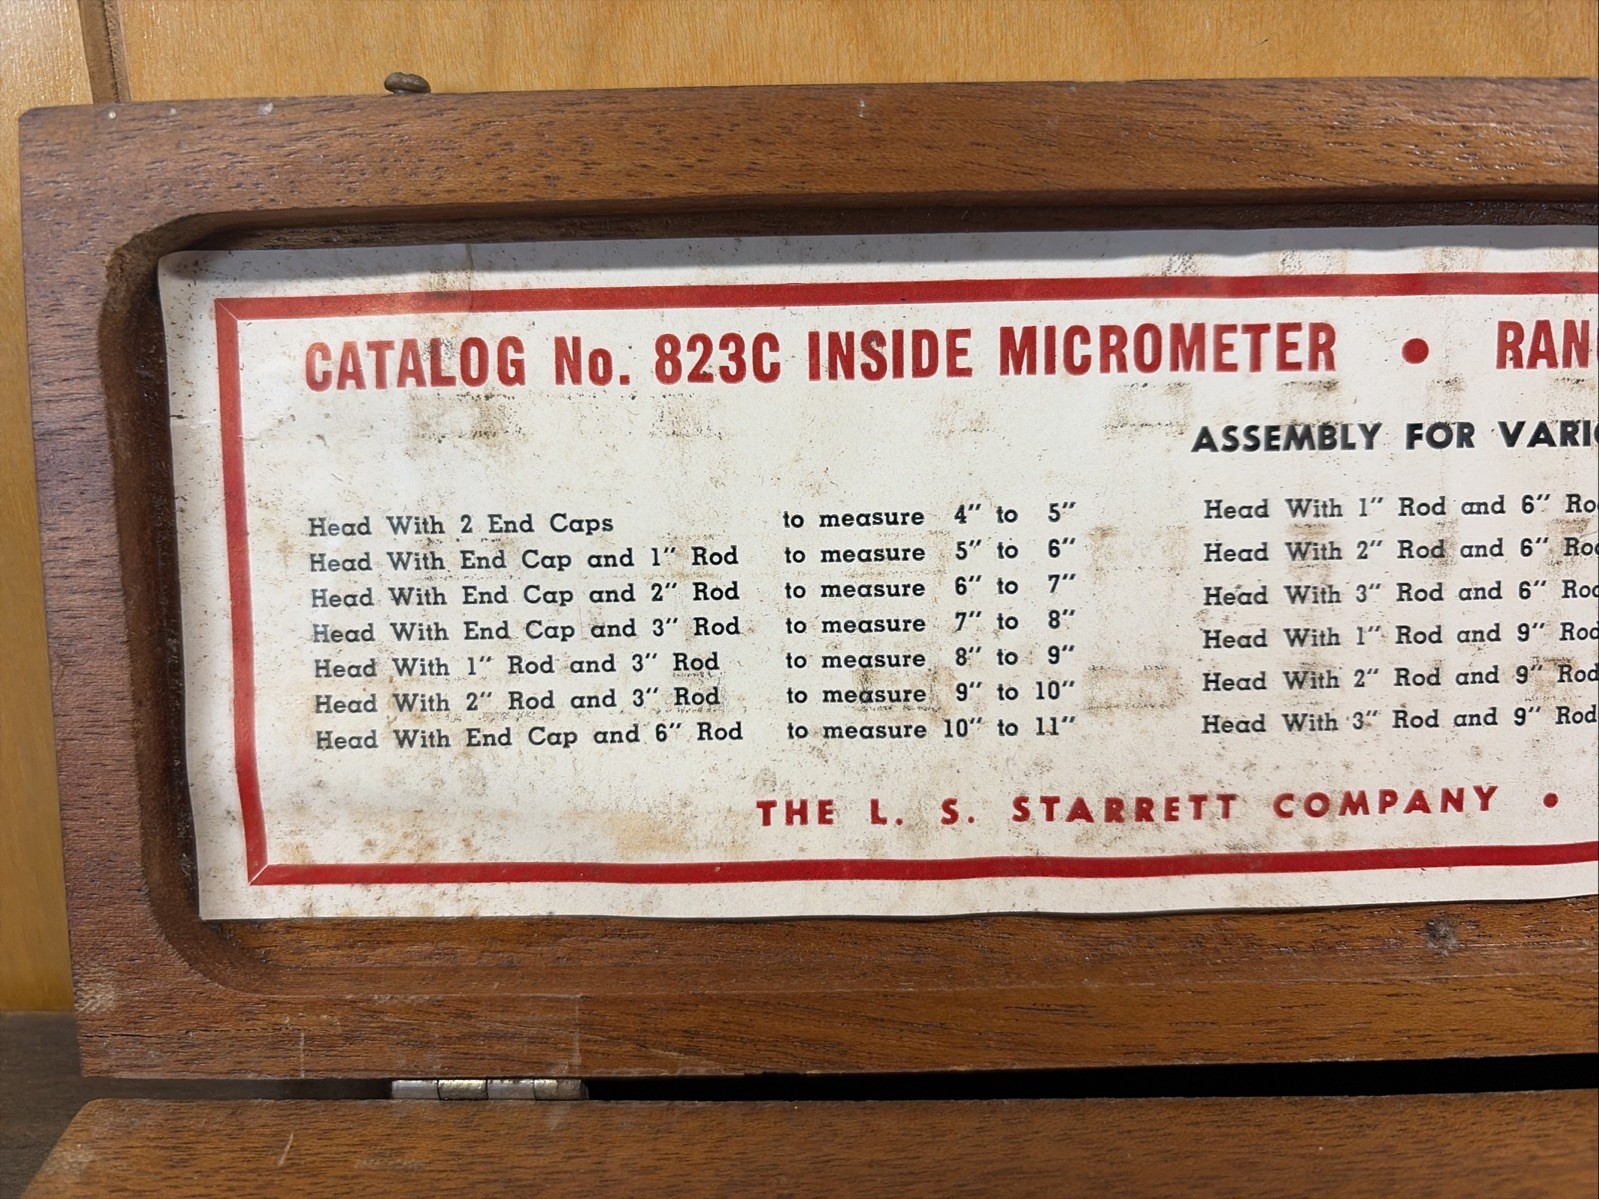 CATALOG No. 823C INSIDE MICROMETER •
ASSEMBLY FOR
Head With 2 End Caps to measure 4" to 5"
Head With End Cap and 1" Rod to measure 5" to 6"
Head With End Cap and 2" Rod to measure 6" to 7"
Head With End Cap and 3" Rod to measure 7" to 8"
Head With 1" Rod and 3" Rod to measure 8" to 9"
Head With 2" Rod and 3" Rod to measure 9" to 10"
Head With End Cap and 6" Rod to measure 10" to 11"
Head With 1" Rod and 6"
Head With 2" Rod and 6"
Head With 3" Rod and 6"
Head With 1" Rod and 9" Rod
Head With 2" Rod and 9" Rod
Head With 3" Rod and 9" Rod
THE L. S. STARRETT COMPANY •